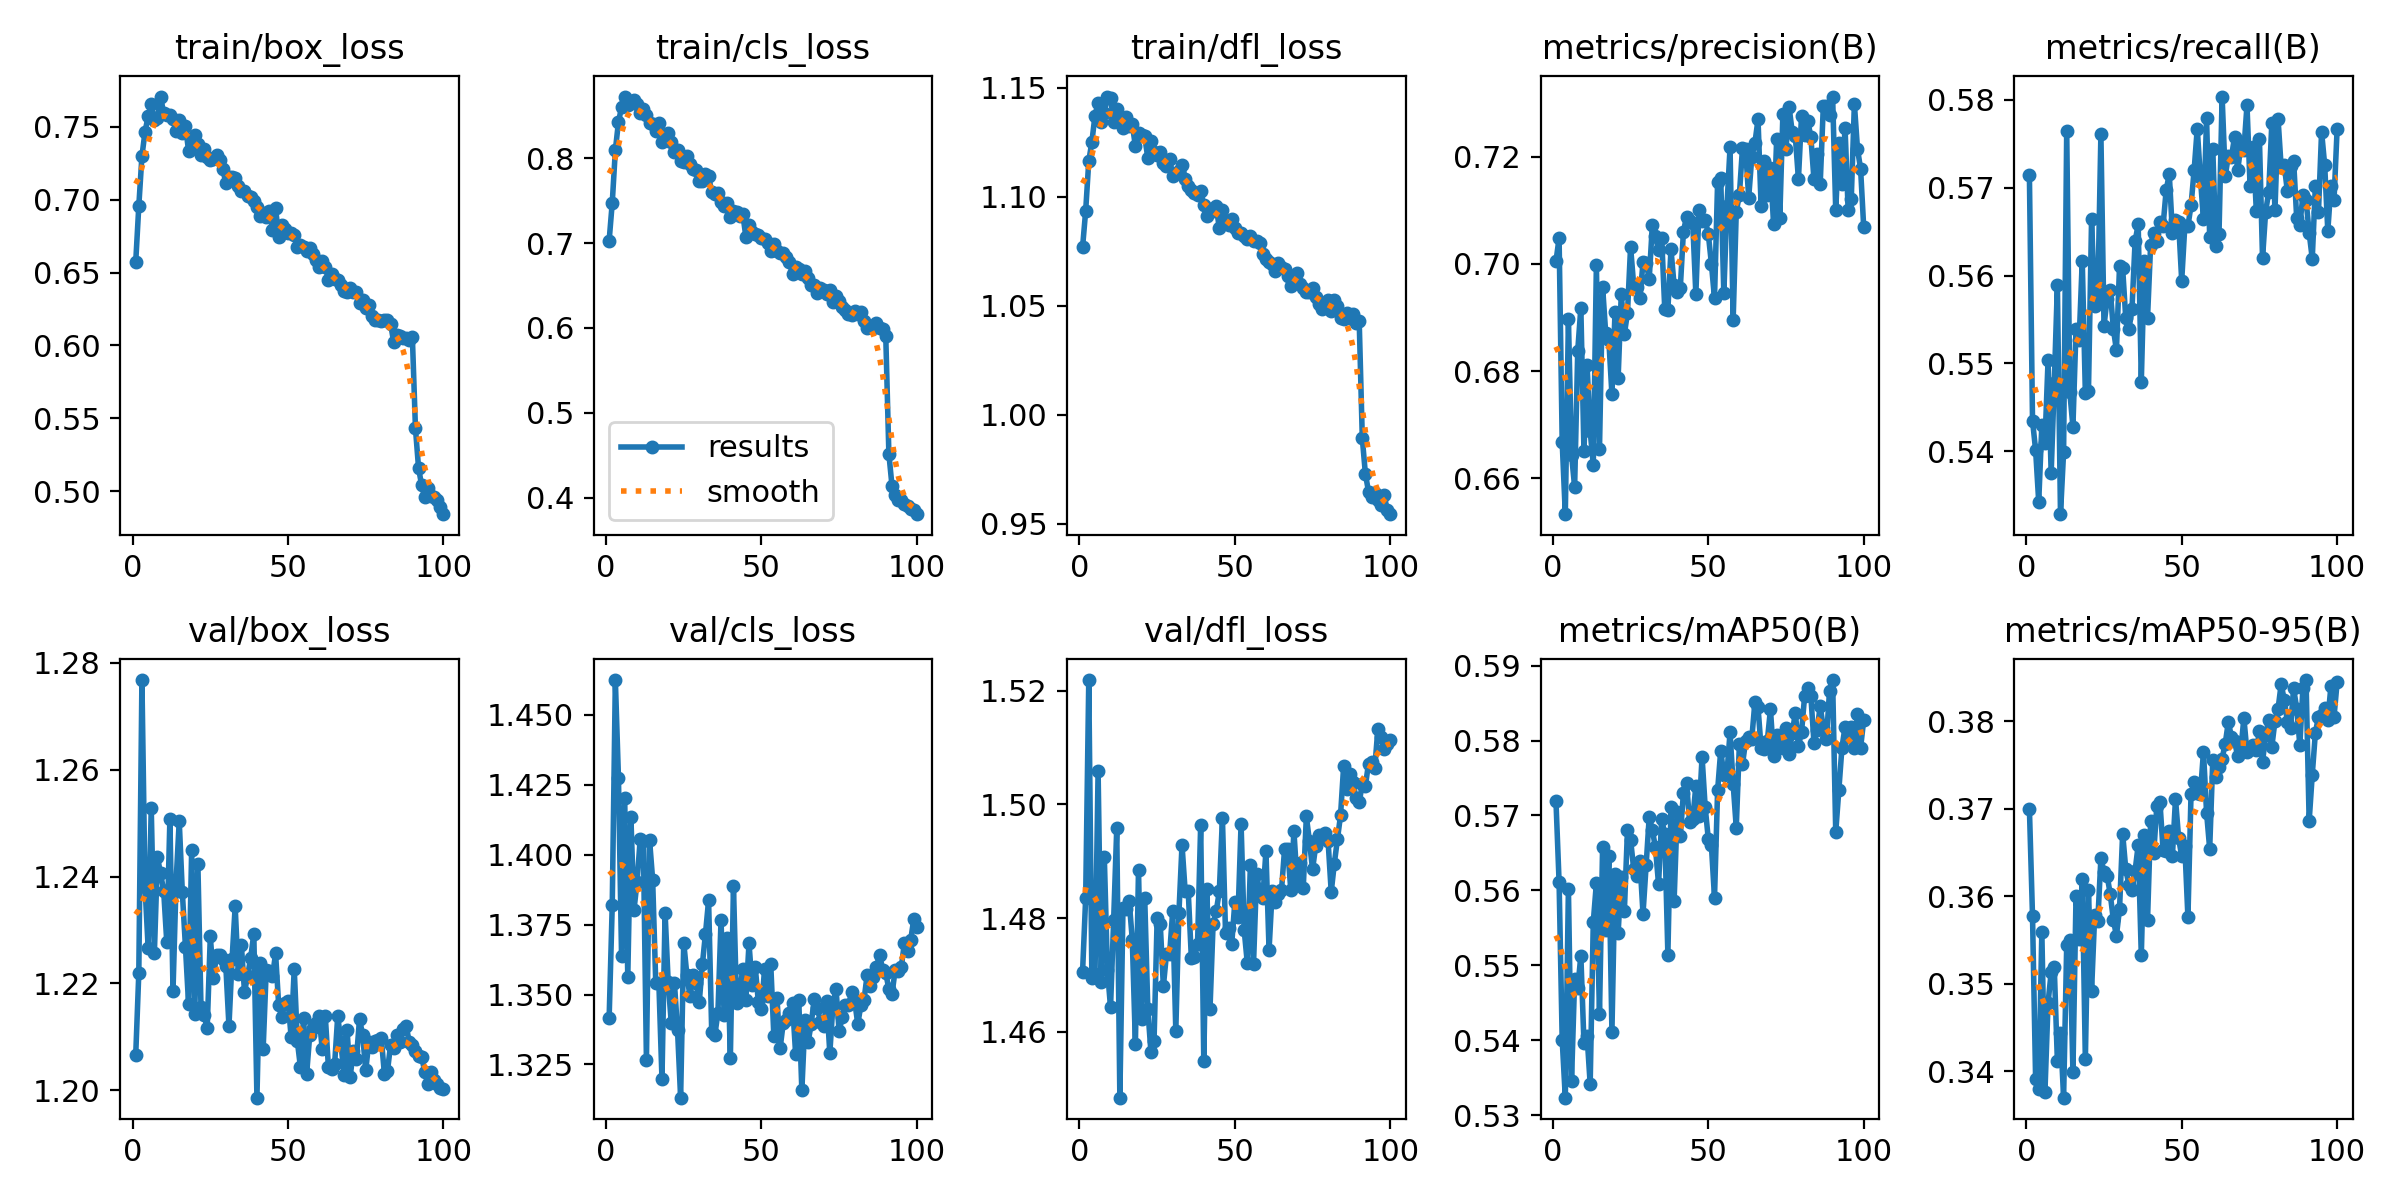 train/box_loss
0.75
0.70
0.65
0.60
0.55
0.50
0 50 100
train/cls_loss
0.8
0.7
0.6
0.5
0.4
results
smooth
0 50 100
train/dfl_loss
1.15
1.10
1.05
1.00
0.95
0 50 100
metrics/precision(B)
0.72
0.70
0.68
0.66
0 50 100
metrics/recall(B)
0.58
0.57
0.56
0.55
0.54
0 50 100
val/box_loss
1.28
1.26
1.24
1.22
1.20
0 50 100
val/cls_loss
1.450
1.425
1.400
1.375
1.350
1.325
0 50 100
val/dfl_loss
1.52
1.50
1.48
1.46
0 50 100
metrics/mAP50(B)
0.59
0.58
0.57
0.56
0.55
0.54
0.53
0 50 100
metrics/mAP50-95(B)
0.38
0.37
0.36
0.35
0.34
0 50 100